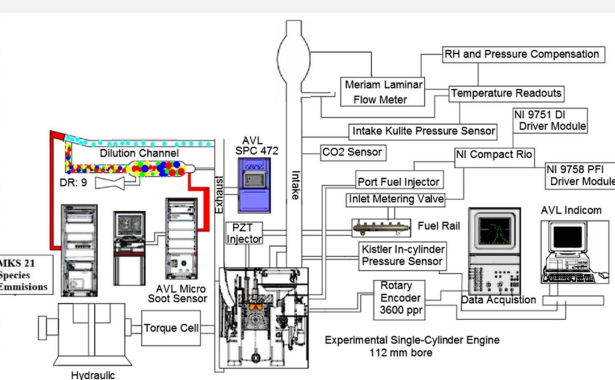 RH and Pressure Compensation
Meriam Laminar
Flow Meter
Temperature Readouts
NI 9751 DI
Driver Module
Intake Kulite Pressure Sensor
AVL
SPC 472
Dilution Channel
CO2 Sensor
NI Compact Rio
NI 9758 PFI
Driver Module
DR: 9
Exhaust
Intake
Port Fuel Injector
Inlet Metering Valve
AVL Indicom
PZT
Injector
Fuel Rail
Kistler In-cylinder
Pressure Sensor
MKS 21
Species
Emmisions
AVL Micro
Soot Sensor
Rotary
Encoder
3600 ppr
Data Acquistion
Torque Cell
Experimental Single-Cylinder Engine
112 mm bore
Hydraulic